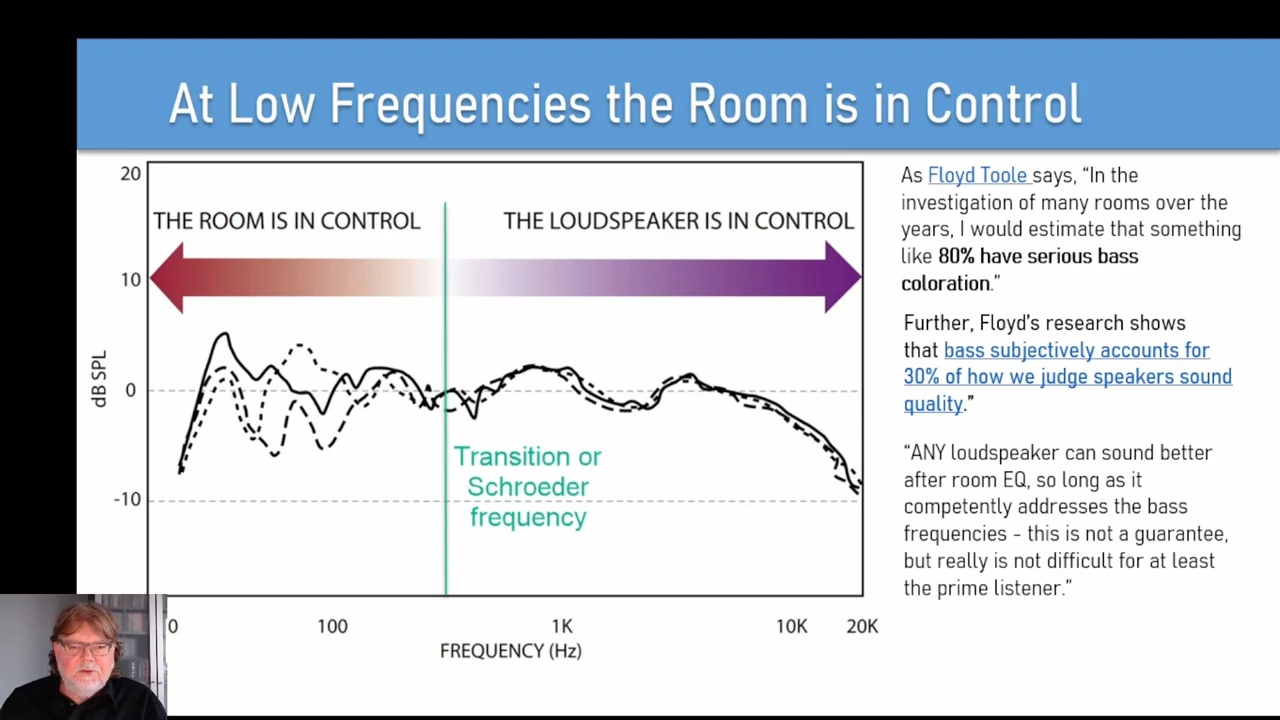 At Low Frequencies the Room is in Control
20
THE ROOM IS IN CONTROL
THE LOUDSPEAKER IS IN CONTROL
10
0
-10
dB SPL
Transition or
Schroeder
frequency
0
100
1K
10K
20K
FREQUENCY (Hz)
As Floyd Toole says, “In the
investigation of many rooms over the
years, I would estimate that something
like 80% have serious bass
coloration.”
Further, Floyd’s research shows
that bass subjectively accounts for
30% of how we judge speakers sound
quality.”
“ANY loudspeaker can sound better
after room EQ, so long as it
competently addresses the bass
frequencies - this is not a guarantee,
but really is not difficult for at least
the prime listener.”